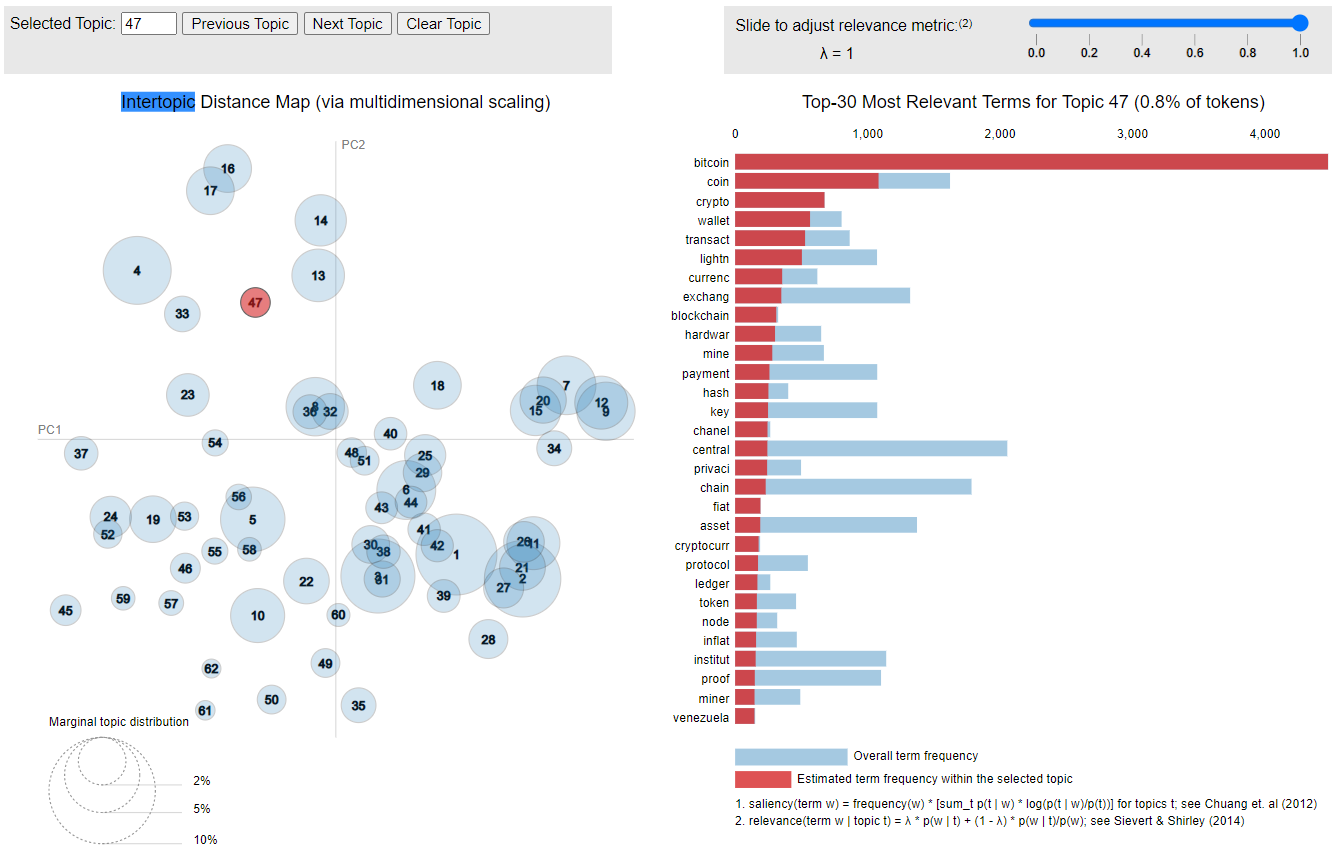 Selected Topic: 47 Previous Topic Next Topic Clear Topic
Slide to adjust relevance metric:(2)
λ = 1
0.0 0.2 0.4 0.6 0.8 1.0
Intertopic Distance Map (via multidimensional scaling)
PC2
PC1
16
17
14
4
13
47
33
7
18
23
20
12
15
9
8
36
32
40
54
34
37
48
51
25
29
6
56
44
43
24
19
53
5
52
41
42
30
38
1
11
55
58
46
21
2
22
3
31
27
39
59
57
45
10
60
28
49
62
50
35
61
Marginal topic distribution
2%
5%
10%
Top-30 Most Relevant Terms for Topic 47 (0.8% of tokens)
0 1,000 2,000 3,000 4,000
bitcoin
coin
crypto
wallet
transact
lightn
currenc
exchang
blockchain
hardwar
mine
payment
hash
key
chanel
central
privaci
chain
fiat
asset
cryptocurr
protocol
ledger
token
node
inflat
institut
proof
miner
venezuela
Overall term frequency
Estimated term frequency within the selected topic
1. saliency(term w) = frequency(w) * [sum_t p(t | w) * log(p(t | w)/p(t))] for topics t; see Chuang et. al (2012)
2. relevance(term w | topic t) = λ * p(w | t) + (1 - λ) * p(w | t)/p(w); see Sievert & Shirley (2014)